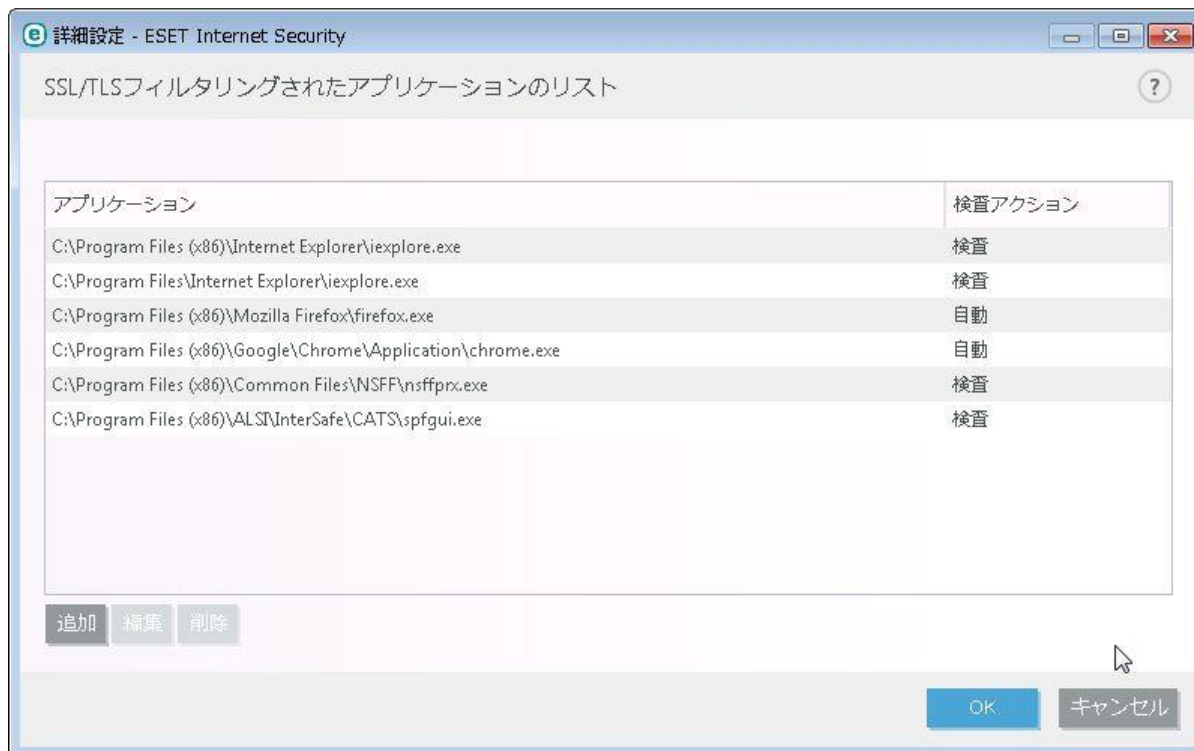 詳細設定 - ESET Internet Security
SSL/TLSフィルタリングされたアプリケーションのリスト
?
アプリケーション 検査アクション
C:\Program Files (x86)\Internet Explorer\iexplore.exe 検査
C:\Program Files\Internet Explorer\iexplore.exe 検査
C:\Program Files (x86)\Mozilla Firefox\firefox.exe 自動
C:\Program Files (x86)\Google\Chrome\Application\chrome.exe 自動
C:\Program Files (x86)\Common Files\NSFF\nsffprx.exe 検査
C:\Program Files (x86)\ALSI\InterSafe\CATS\spfgui.exe 検査
追加 編集 削除
OK キャンセル